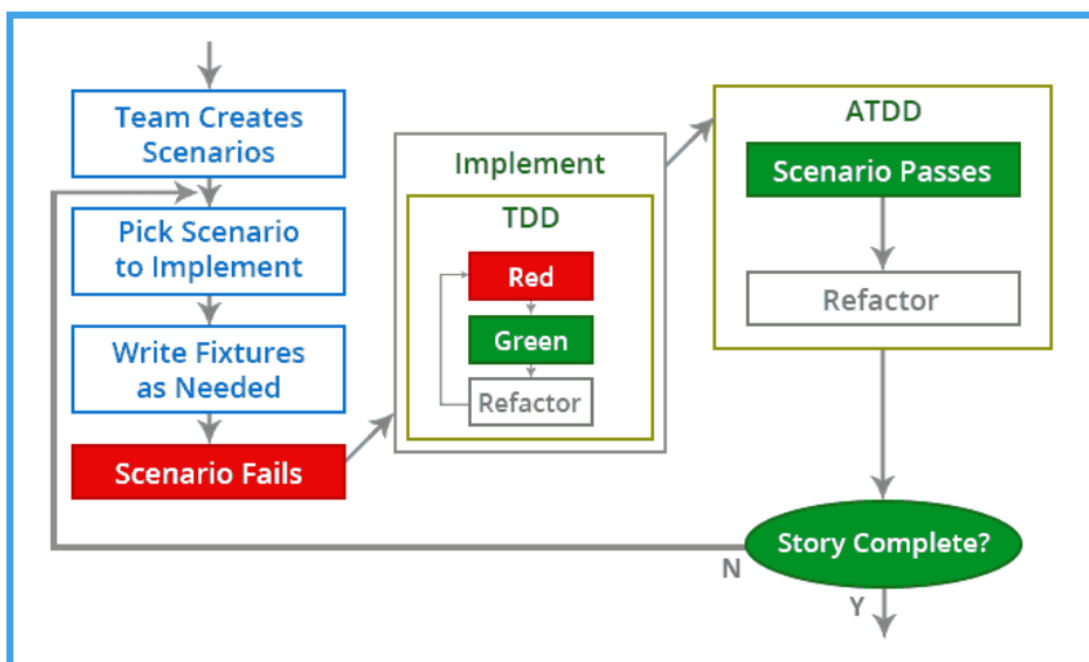 Team Creates
Scenarios
Pick Scenario
to Implement
Write Fixtures
as Needed
Scenario Fails
Implement
TDD
Red
Green
Refactor
ATDD
Scenario Passes
Refactor
Story Complete?
N
Y